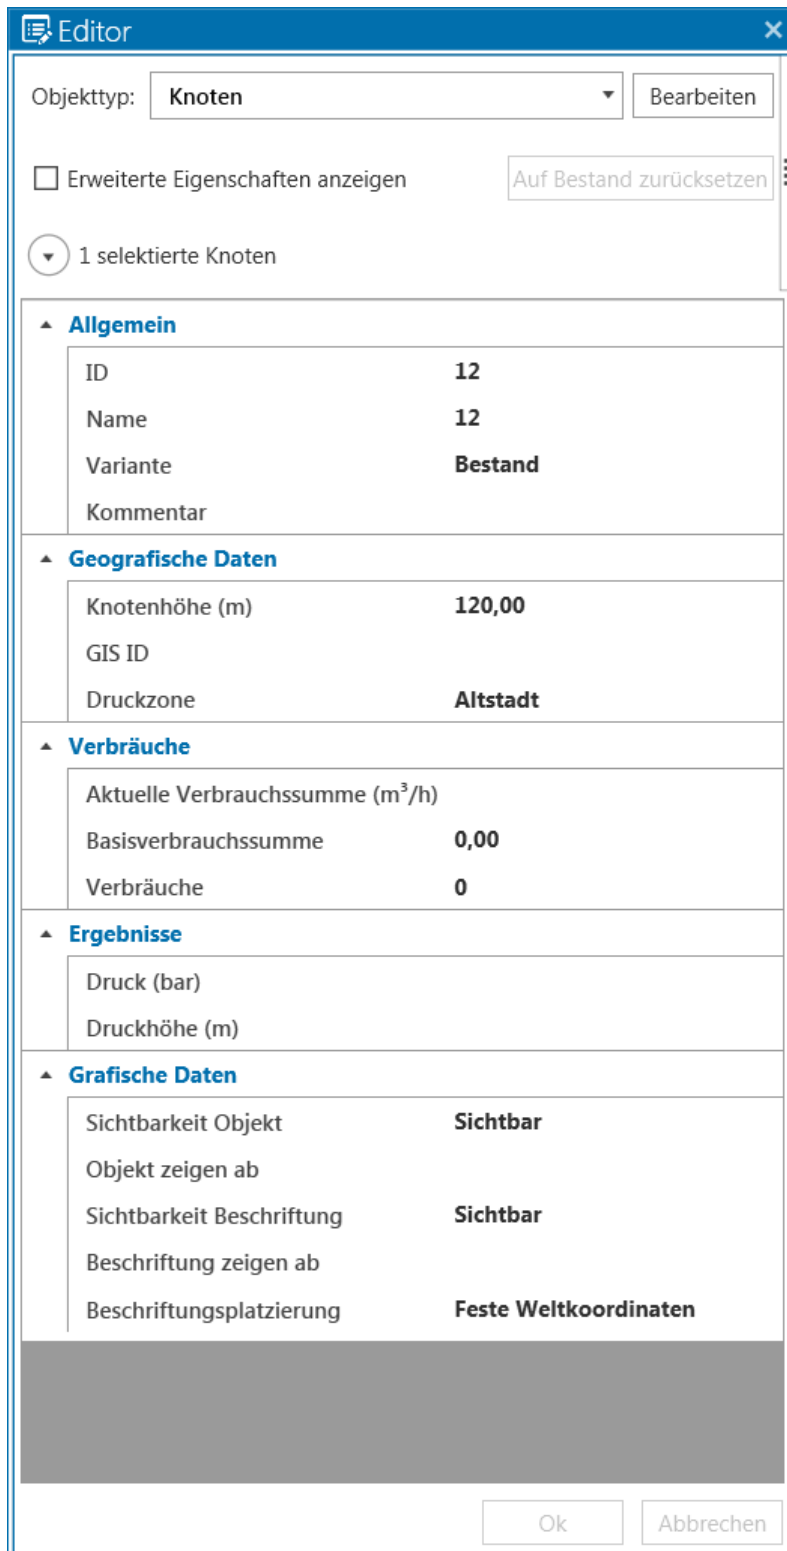 Editor
Objekttyp: Knoten Bearbeiten
Erweiterte Eigenschaften anzeigen Auf Bestand zurücksetzen
1 selektierte Knoten
Allgemein
ID 12
Name 12
Variante Bestand
Kommentar
Geografische Daten
Knotenhöhe (m) 120,00
GIS ID
Druckzone Altstadt
Verbräuche
Aktuelle Verbrauchssumme (m³/h)
Basisverbrauchssumme 0,00
Verbräuche 0
Ergebnisse
Druck (bar)
Druckhöhe (m)
Grafische Daten
Sichtbarkeit Objekt Sichtbar
Objekt zeigen ab
Sichtbarkeit Beschriftung Sichtbar
Beschriftung zeigen ab
Beschriftungsplatzierung Feste Weltkoordinaten
Ok Abbrechen